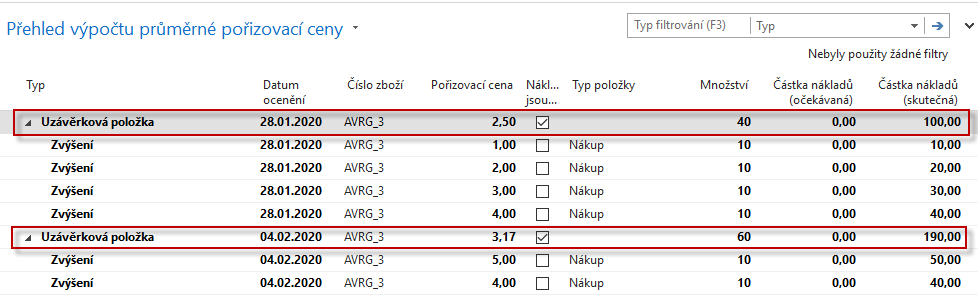 Přehled výpočtu průměrné pořizovací ceny
Typ filtrování (F3) Typ
Nebyly použity žádné filtry
Typ Datum ocenění Číslo zboží Pořizovací cena Nákl... jsou... Typ položky Množství Částka nákladů (očekávaná) Částka nákladů (skutečná)
Uzávěrková položka 28.01.2020 AVRG_3 2,50 40 0,00 100,00
Zvýšení 28.01.2020 AVRG_3 1,00 Nákup 10 0,00 10,00
Zvýšení 28.01.2020 AVRG_3 2,00 Nákup 10 0,00 20,00
Zvýšení 28.01.2020 AVRG_3 3,00 Nákup 10 0,00 30,00
Zvýšení 28.01.2020 AVRG_3 4,00 Nákup 10 0,00 40,00
Uzávěrková položka 04.02.2020 AVRG_3 3,17 60 0,00 190,00
Zvýšení 04.02.2020 AVRG_3 5,00 Nákup 10 0,00 50,00
Zvýšení 04.02.2020 AVRG_3 4,00 Nákup 10 0,00 40,00